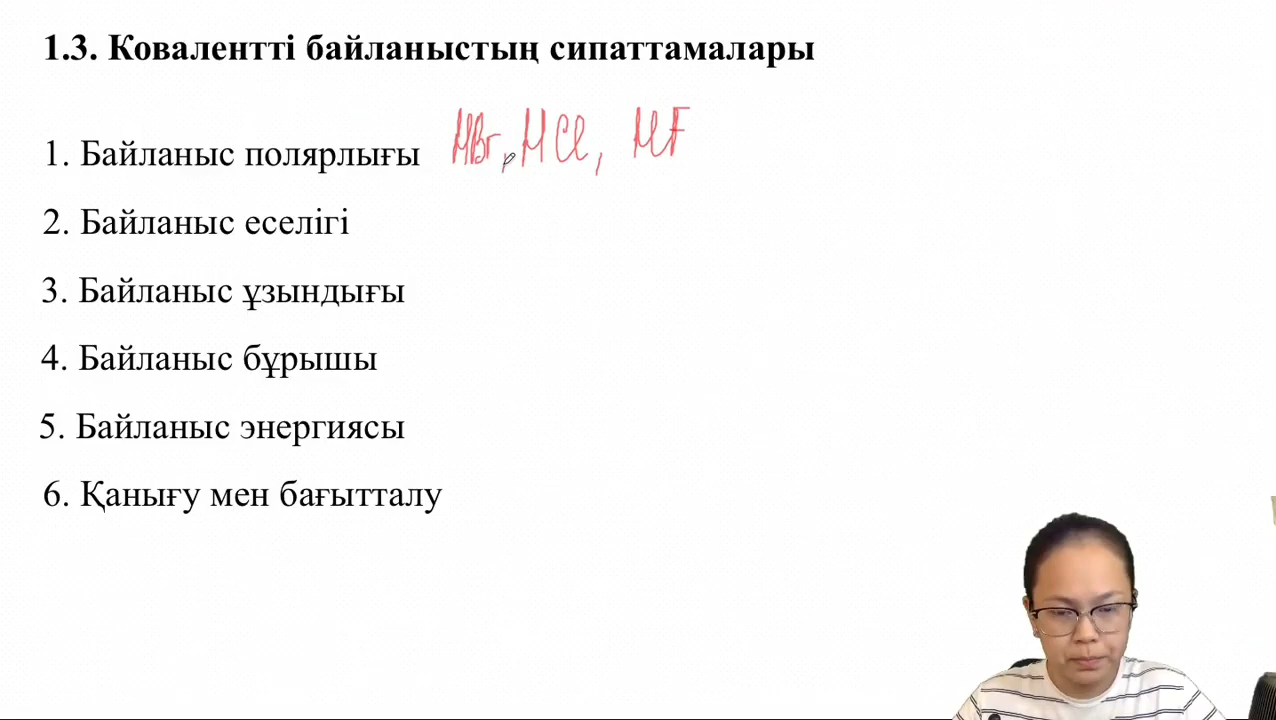 1.3. Ковалентті байланыстың сипаттамалары
1. Байланыс полярлығы HBr, HCl, HF
2. Байланыс еселігі
3. Байланыс ұзындығы
4. Байланыс бұрышы
5. Байланыс энергиясы
6. Қанығу мен бағытталу